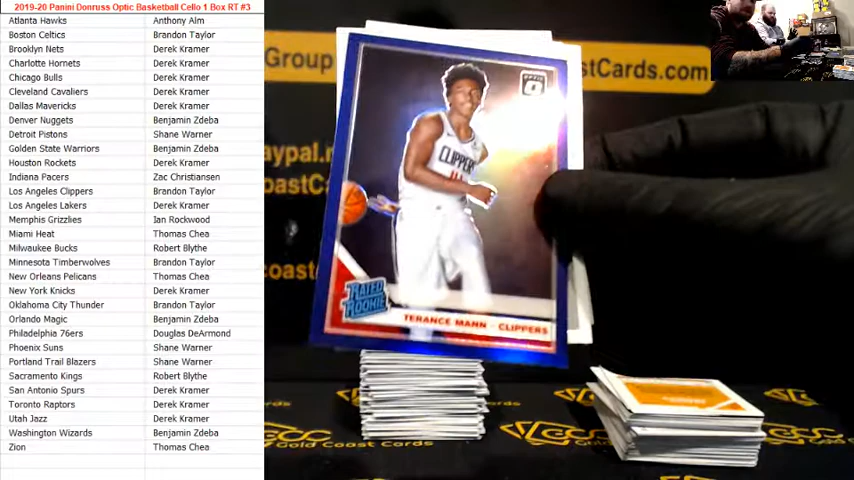 2019-20 Panini Donruss Optic Basketball Cello 1 Box RT #3
Atlanta Hawks Anthony Alm
Boston Celtics Brandon Taylor
Brooklyn Nets Derek Kramer
Charlotte Hornets Derek Kramer
Chicago Bulls Derek Kramer
Cleveland Cavaliers Derek Kramer
Dallas Mavericks Derek Kramer
Denver Nuggets Benjamin Zdeba
Detroit Pistons Shane Warner
Golden State Warriors Benjamin Zdeba
Houston Rockets Derek Kramer
Indiana Pacers Zac Christiansen
Los Angeles Clippers Brandon Taylor
Los Angeles Lakers Derek Kramer
Memphis Grizzlies Ian Rockwood
Miami Heat Thomas Chea
Milwaukee Bucks Robert Blythe
Minnesota Timberwolves Brandon Taylor
New Orleans Pelicans Thomas Chea
New York Knicks Derek Kramer
Oklahoma City Thunder Brandon Taylor
Orlando Magic Benjamin Zdeba
Philadelphia 76ers Douglas DeArmond
Phoenix Suns Shane Warner
Portland Trail Blazers Shane Warner
Sacramento Kings Robert Blythe
San Antonio Spurs Derek Kramer
Toronto Raptors Derek Kramer
Utah Jazz Derek Kramer
Washington Wizards Benjamin Zdeba
Zion Thomas Chea
Group
astCards.com
aypal.
oastC
coast
OPTIC
CLIPPERS
RATED ROOKIE
TERANCE MANN - CLIPPERS
GCC
Gold Coast Cards
Gold Coast Cards